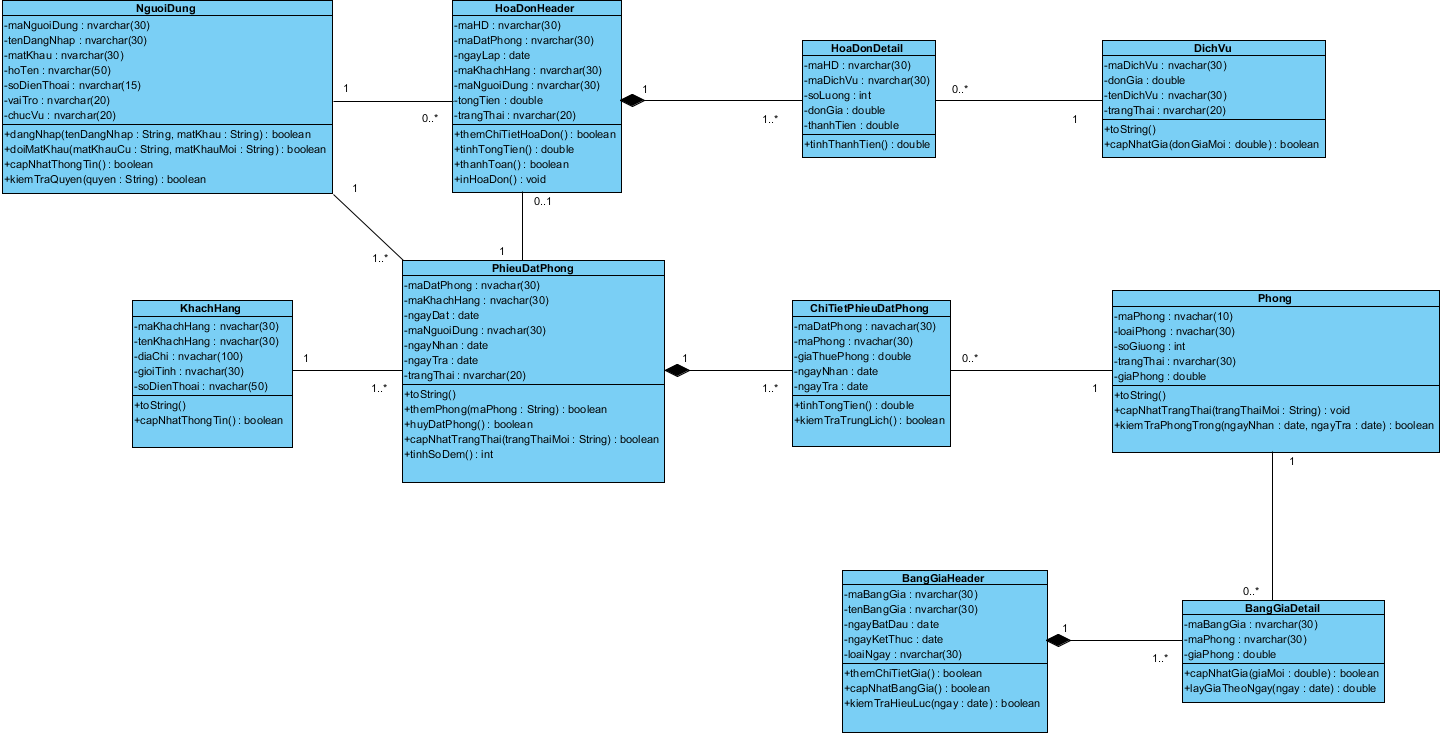 NguoiDung
-maNguoiDung : nvarchar(30)
-tenDangNhap : nvarchar(30)
-matKhau : nvarchar(30)
-hoTen : nvarchar(50)
-soDienThoai : nvarchar(15)
-vaiTro : nvarchar(20)
-chucVu : nvarchar(20)
+dangNhap(tenDangNhap : String, matKhau : String) : boolean
+doiMatKhau(matKhauCu : String, matKhauMoi : String) : boolean
+capNhatThongTin() : boolean
+kiemTraQuyen(quyen : String) : boolean
1
0..*
HoaDonHeader
-maHD : nvarchar(30)
-maDatPhong : nvarchar(30)
-ngayLap : date
-maKhachHang : nvarchar(30)
-maNguoiDung : nvarchar(30)
-tongTien : double
-trangThai : nvarchar(20)
+themChiTietHoaDon() : boolean
+tinhTongTien() : double
+thanhToan() : boolean
+inHoaDon() : void
1
1..*
HoaDonDetail
-maHD : nvarchar(30)
-maDichVu : nvarchar(30)
-soLuong : int
-donGia : double
-thanhTien : double
+tinhThanhTien() : double
0..*
1
DichVu
-maDichVu : nvachar(30)
-donGia : double
-tenDichVu : nvachar(30)
-trangThai : nvarchar(20)
+toString()
+capNhatGia(donGiaMoi : double) : boolean
1
1..*
0..1
1
KhachHang
-maKhachHang : nvachar(30)
-tenKhachHang : nvachar(30)
-diaChi : nvachar(100)
-gioiTinh : nvachar(30)
-soDienThoai : nvachar(50)
+toString()
+capNhatThongTin() : boolean
1
1..*
PhieuDatPhong
-maDatPhong : nvachar(30)
-maKhachHang : nvachar(30)
-ngayDat : date
-maNguoiDung : nvachar(30)
-ngayNhan : date
-ngayTra : date
-trangThai : nvarchar(20)
+toString()
+themPhong(maPhong : String) : boolean
+huyDatPhong() : boolean
+capNhatTrangThai(trangThaiMoi : String) : boolean
+tinhSoDem() : int
1
1..*
ChiTietPhieuDatPhong
-maDatPhong : navachar(30)
-maPhong : nvachar(30)
-giaThuePhong : double
-ngayNhan : date
-ngayTra : date
+tinhTongTien() : double
+kiemTraTrungLich() : boolean
0..*
1
Phong
-maPhong : nvachar(10)
-loaiPhong : nvarchar(30)
-soGiuong : int
-trangThai : nvarchar(30)
-giaPhong : double
+toString()
+capNhatTrangThai(trangThaiMoi : String) : void
+kiemTraPhongTrong(ngayNhan : date, ngayTra : date) : boolean
1
0..*
BangGiaHeader
-maBangGia : nvarchar(30)
-tenBangGia : nvarchar(30)
-ngayBatDau : date
-ngayKetThuc : date
-loaiNgay : nvarchar(30)
+themChiTietGia() : boolean
+capNhatBangGia() : boolean
+kiemTraHieuLuc(ngay : date) : boolean
1
1..*
BangGiaDetail
-maBangGia : nvarchar(30)
-maPhong : nvarchar(30)
-giaPhong : double
+capNhatGia(giaMoi : double) : boolean
+layGiaTheoNgay(ngay : date) : double